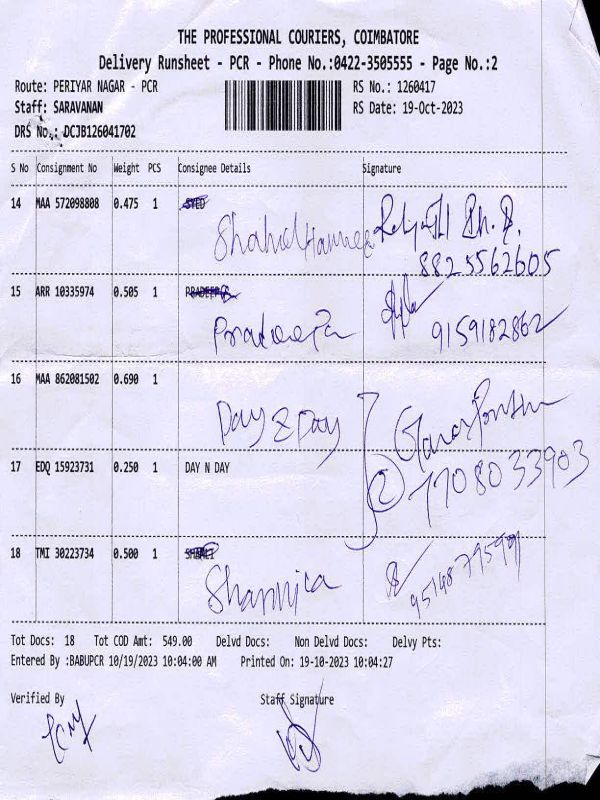 THE PROFESSIONAL COURIERS, COIMBATORE
Delivery Runsheet - PCR - Phone No.:0422-3505555 - Page No.:2
Route: PERIYAR NAGAR - PCR RS No.: 1260417
Staff: SARAVANAN RS Date: 19-Oct-2023
DRS No.: DCJB126041702
S No Consignment No Weight PCS Consignee Details Signature
14 MAA 572098808 0.475 1 SYED
Shahul
8825562605
15 ARR 10335974 0.505 1 PRADEEP
Pradeepa
9159182862
16 MAA 862081502 0.690 1
Day & Day
17 EDQ 15923731 0.250 1 DAY N DAY
2 7708033903
18 TMI 30223734 0.500 1
Sharmica
Tot Docs: 18 Tot COD Amt: 549.00 Delvd Docs: Non Delvd Docs: Delvy Pts:
Entered By :BABUPCR 10/19/2023 10:04:00 AM Printed On: 19-10-2023 10:04:27
Verified By Staff Signature